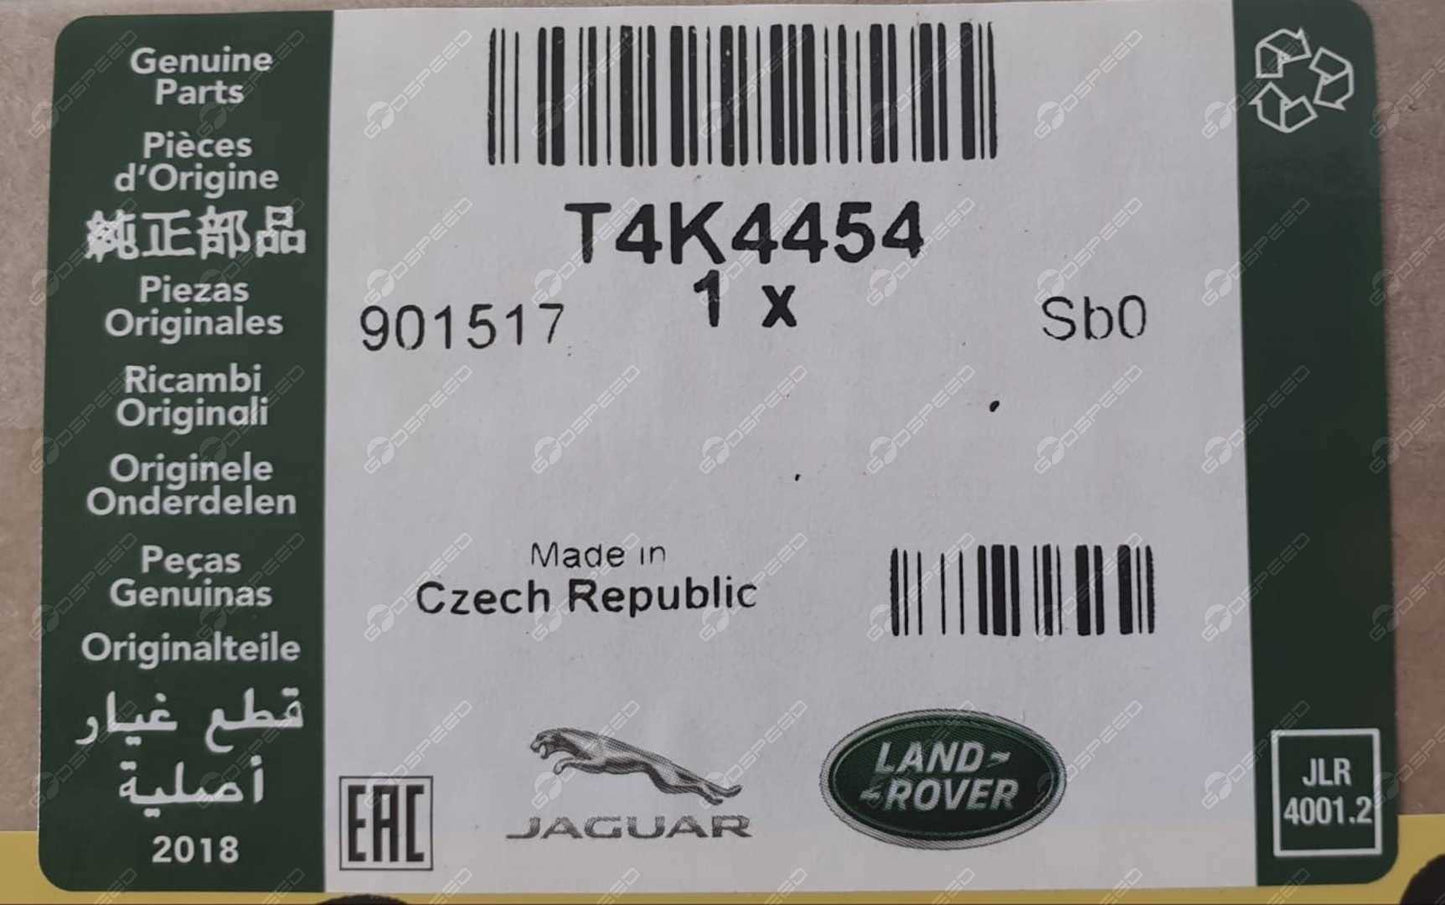 Genuine
Parts
Pièces
d'Origine
純正部品
Piezas
Originales
Ricambi
Originali
Originele
Onderdelen
Peças
Genuinas
Originalteile
قطع غيار
أصلية
2018
T4K4454
1 x
901517
Sb0
Made in
Czech Republic
EAC
JAGUAR
LAND-
-ROVER
JLR
4001.2
GODSPEED